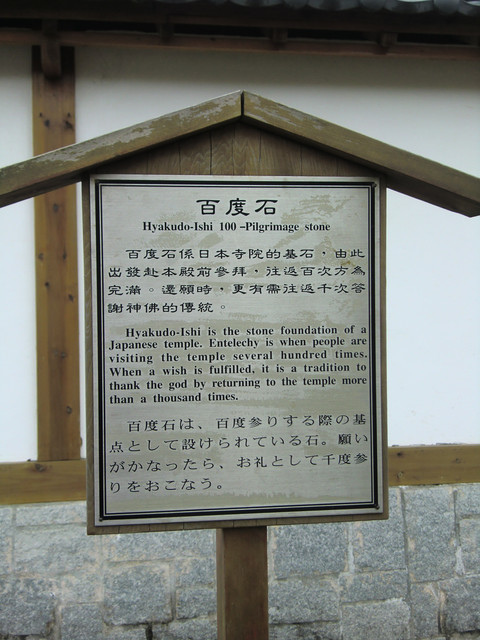 百度石
Hyakudo-Ishi 100 -Pilgrimage stone
百度石係日本寺院的基石，由此
出發赴本殿前參拜，往返百次方為
完滿。還願時，更有需往返千次答
謝神佛的傳統。
Hyakudo-Ishi is the stone foundation of a
Japanese temple. Entelechy is when people are
visiting the temple several hundred times.
When a wish is fulfilled, it is a tradition to
thank the god by returning to the temple more
than a thousand times.
百度石は、百度参りする際の基
点として設けられている石。願い
がかなったら、お礼として千度参
りをおこなう。